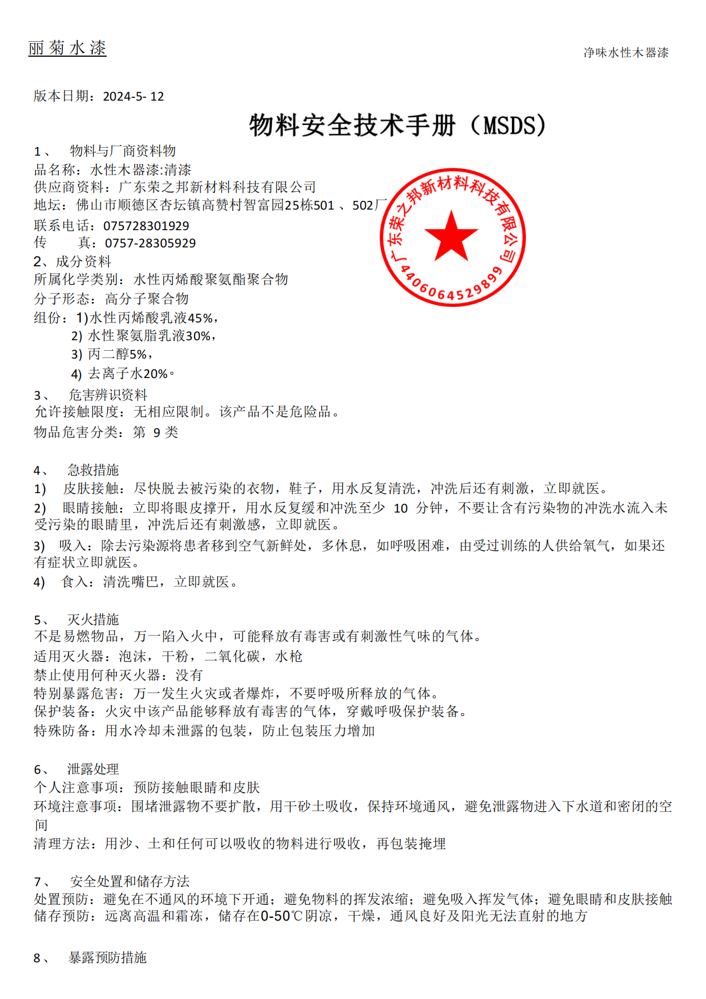 丽菊水漆
净味水性木器漆
版本日期：2024-5- 12
物料安全技术手册（MSDS)
1、 物料与厂商资料物
品名称：水性木器漆:清漆
供应商资料：广东荣之邦新材料科技有限公司
地坛：佛山市顺德区杏坛镇高赞村智富园25栋501 、502厂
联系电话：075728301929
传 真：0757-28305929
广东荣之邦新材料科技有限公司
4406064529899
2、成分资料
所属化学类别：水性丙烯酸聚氨酯聚合物
分子形态：高分子聚合物
组份：1)水性丙烯酸乳液45%，
2) 水性聚氨脂乳液30%，
3) 丙二醇5%，
4) 去离子水20%。
3、 危害辨识资料
允许接触限度：无相应限制。该产品不是危险品。
物品危害分类：第 9 类
4、 急救措施
1) 皮肤接触：尽快脱去被污染的衣物，鞋子，用水反复清洗，冲洗后还有刺激，立即就医。
2) 眼睛接触：立即将眼皮撑开，用水反复缓和冲洗至少 10 分钟，不要让含有污染物的冲洗水流入未
受污染的眼睛里，冲洗后还有刺激感，立即就医。
3) 吸入：除去污染源将患者移到空气新鲜处，多休息，如呼吸困难，由受过训练的人供给氧气，如果还
有症状立即就医。
4) 食入：清洗嘴巴，立即就医。
5、 灭火措施
不是易燃物品，万一陷入火中，可能释放有毒害或有刺激性气味的气体。
适用灭火器：泡沫，干粉，二氧化碳，水枪
禁止使用何种灭火器：没有
特别暴露危害：万一发生火灾或者爆炸，不要呼吸所释放的气体。
保护装备：火灾中该产品能够释放有毒害的气体，穿戴呼吸保护装备。
特殊防备：用水冷却未泄露的包装，防止包装压力增加
6、 泄露处理
个人注意事项：预防接触眼睛和皮肤
环境注意事项：围堵泄露物不要扩散，用干砂土吸收，保持环境通风，避免泄露物进入下水道和密闭的空
间
清理方法：用沙、土和任何可以吸收的物料进行吸收，再包装掩埋
7、 安全处置和储存方法
处置预防：避免在不通风的环境下开通；避免物料的挥发浓缩；避免吸入挥发气体；避免眼睛和皮肤接触
储存预防：远离高温和霜冻，储存在0-50℃阴凉，干燥，通风良好及阳光无法直射的地方
8、 暴露预防措施